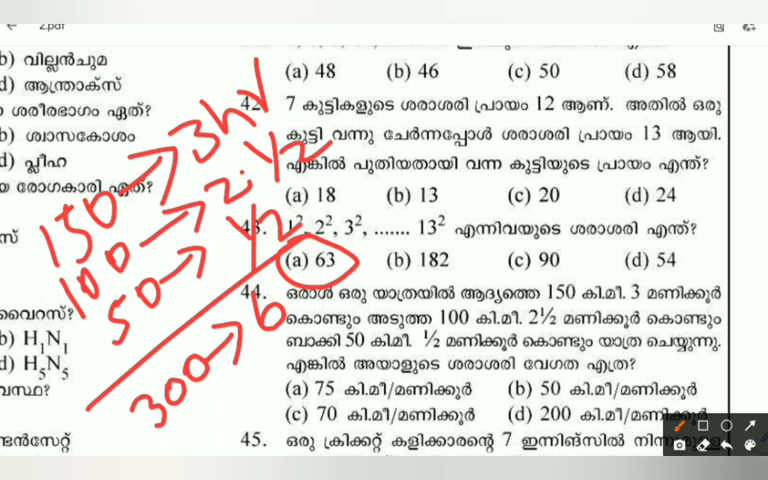 2.pdf
b) വില്ലൻചുമ
d) ആന്ത്രാക്സ്
ശരീരഭാഗം ഏത്?
b) ശ്വാസകോശം
d) പ്ലീഹ
യ രോഗകാരി ഏത്?
സ്
വൈറസ്?
b) H1N1
d) H5N5
വസ്ഥ?
ണ്ടൻസേറ്റ്
(a) 48 (b) 46 (c) 50 (d) 58
42. 7 കുട്ടികളുടെ ശരാശരി പ്രായം 12 ആണ്. അതിൽ ഒരു
കുട്ടി വന്നു ചേർന്നപ്പോൾ ശരാശരി പ്രായം 13 ആയി.
എങ്കിൽ പുതിയതായി വന്ന കുട്ടിയുടെ പ്രായം എന്ത്?
(a) 18 (b) 13 (c) 20 (d) 24
43. 1², 2², 3², ....... 13² എന്നിവയുടെ ശരാശരി എന്ത്?
(a) 63 (b) 182 (c) 90 (d) 54
44. ഒരാൾ ഒരു യാത്രയിൽ ആദ്യത്തെ 150 കി.മീ. 3 മണിക്കൂർ
കൊണ്ടും അടുത്ത 100 കി.മീ. 2½ മണിക്കൂർ കൊണ്ടും
ബാക്കി 50 കി.മീ. ½ മണിക്കൂർ കൊണ്ടും യാത്ര ചെയ്യുന്നു.
എങ്കിൽ അയാളുടെ ശരാശരി വേഗത എത്ര?
(a) 75 കി.മീ/മണിക്കൂർ (b) 50 കി.മീ/മണിക്കൂർ
(c) 70 കി.മീ/മണിക്കൂർ (d) 200 കി.മീ/മണിക്കൂർ
45. ഒരു ക്രിക്കറ്റ് കളിക്കാരന്റെ 7 ഇന്നിങ്സിൽ
150 → 3hr
100 → 2.½
50 → ½
300 → 6